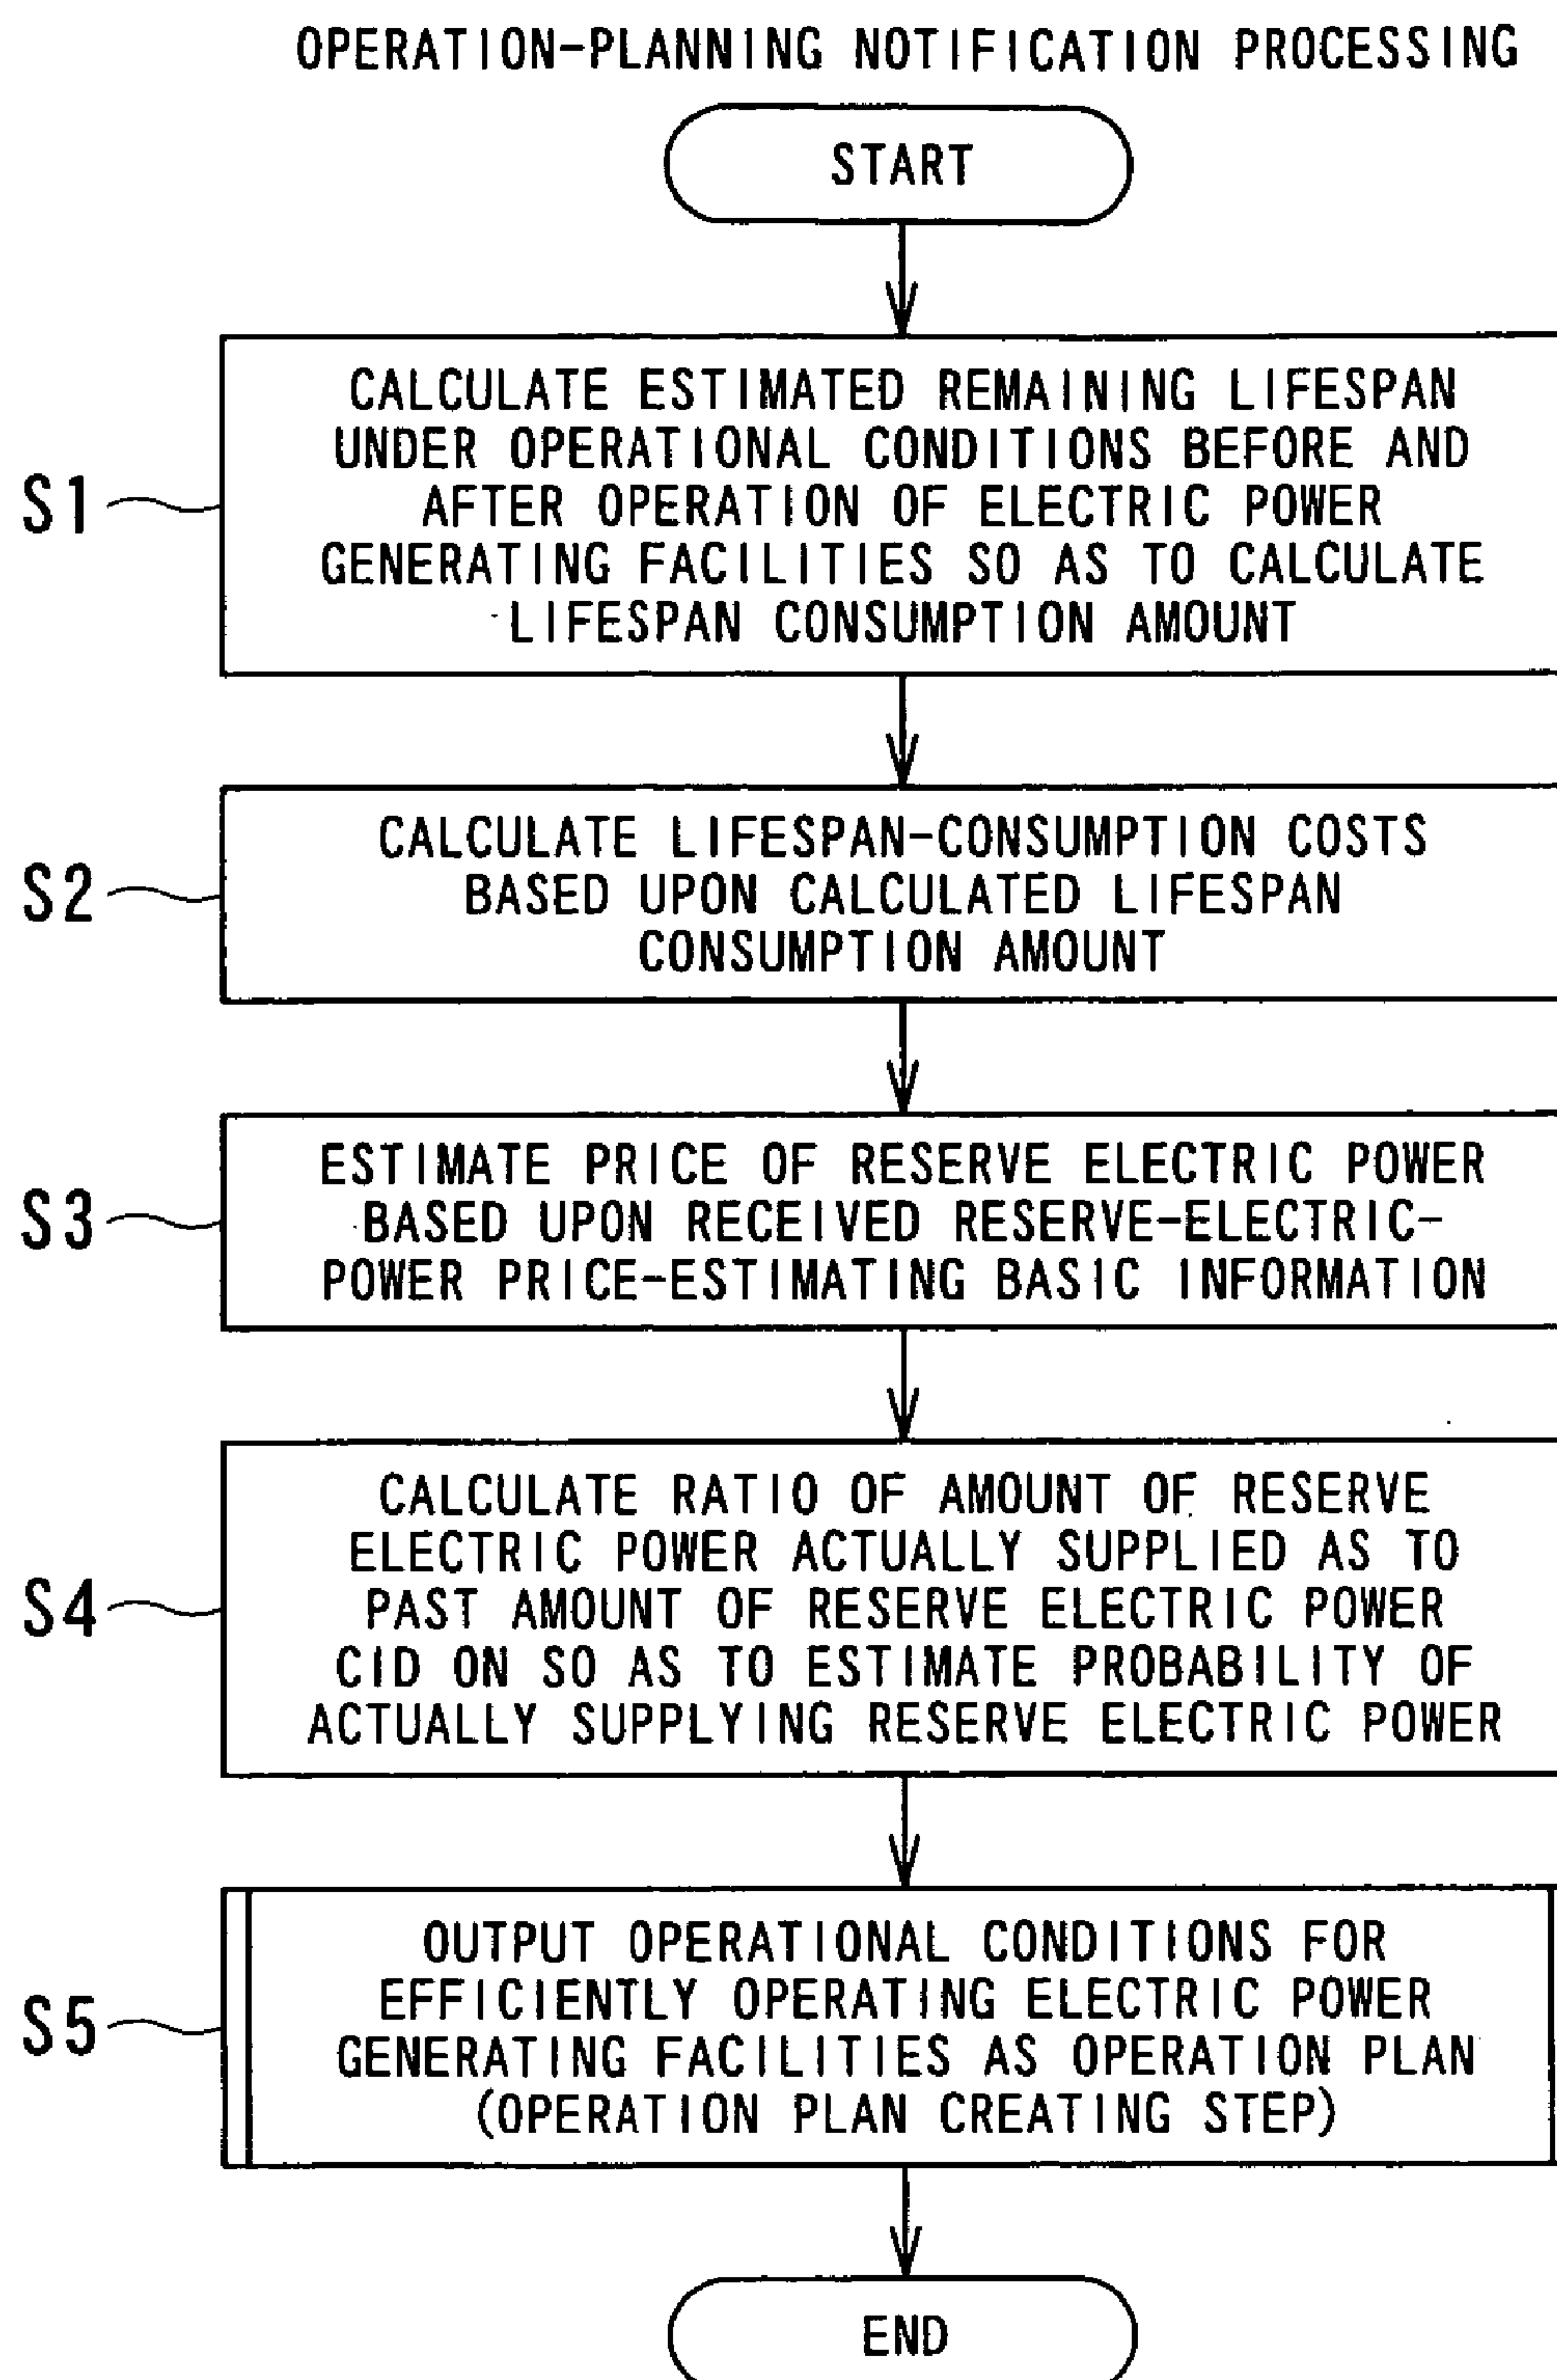 OPERATION-PLANNING NOTIFICATION PROCESSING
START
S1
CALCULATE ESTIMATED REMAINING LIFESPAN
UNDER OPERATIONAL CONDITIONS BEFORE AND
AFTER OPERATION OF ELECTRIC POWER
GENERATING FACILITIES SO AS TO CALCULATE
LIFESPAN CONSUMPTION AMOUNT
S2
CALCULATE LIFESPAN-CONSUMPTION COSTS
BASED UPON CALCULATED LIFESPAN
CONSUMPTION AMOUNT
S3
ESTIMATE PRICE OF RESERVE ELECTRIC POWER
BASED UPON RECEIVED RESERVE-ELECTRIC-
POWER PRICE-ESTIMATING BASIC INFORMATION
S4
CALCULATE RATIO OF AMOUNT OF RESERVE
ELECTRIC POWER ACTUALLY SUPPLIED AS TO
PAST AMOUNT OF RESERVE ELECTRIC POWER
CID ON SO AS TO ESTIMATE PROBABILITY OF
ACTUALLY SUPPLYING RESERVE ELECTRIC POWER
S5
OUTPUT OPERATIONAL CONDITIONS FOR
EFFICIENTLY OPERATING ELECTRIC POWER
GENERATING FACILITIES AS OPERATION PLAN
(OPERATION PLAN CREATING STEP)
END